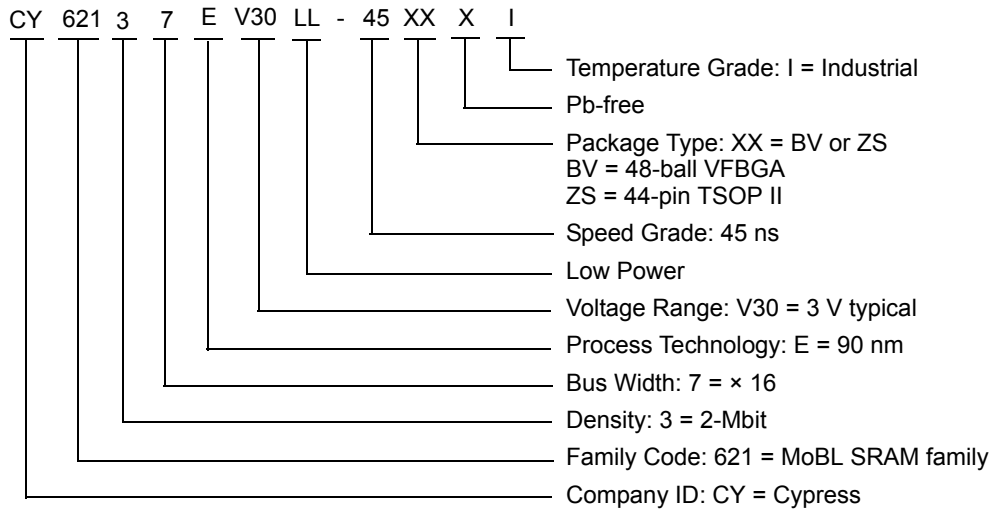 CY 621 3 7 E V30 LL - 45 XX X I
Temperature Grade: I = Industrial
Pb-free
Package Type: XX = BV or ZS
BV = 48-ball VFBGA
ZS = 44-pin TSOP II
Speed Grade: 45 ns
Low Power
Voltage Range: V30 = 3 V typical
Process Technology: E = 90 nm
Bus Width: 7 = × 16
Density: 3 = 2-Mbit
Family Code: 621 = MoBL SRAM family
Company ID: CY = Cypress